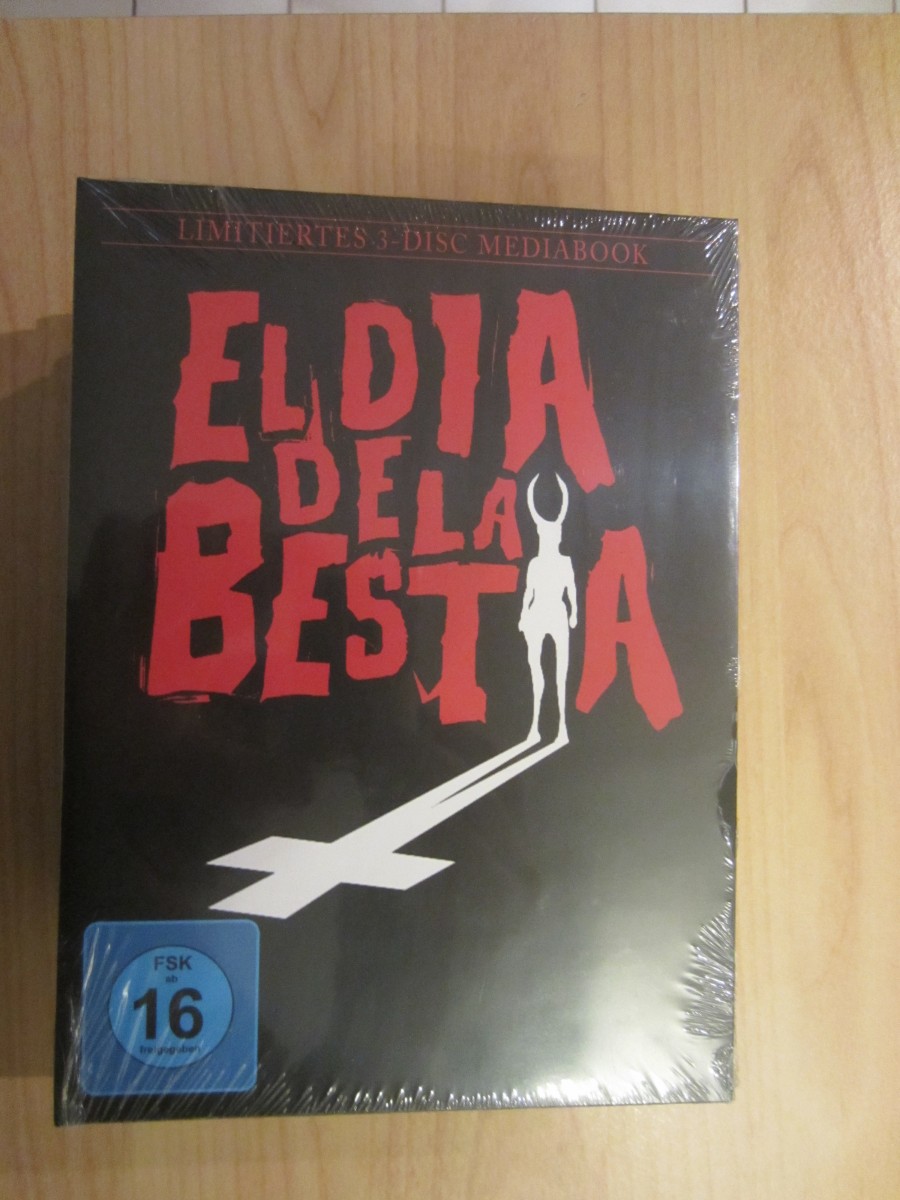 LIMITIERTES 3-DISC MEDIABOOK
EL DIA
DE LA
BESTIA
FSK
ab
16
freigegeben